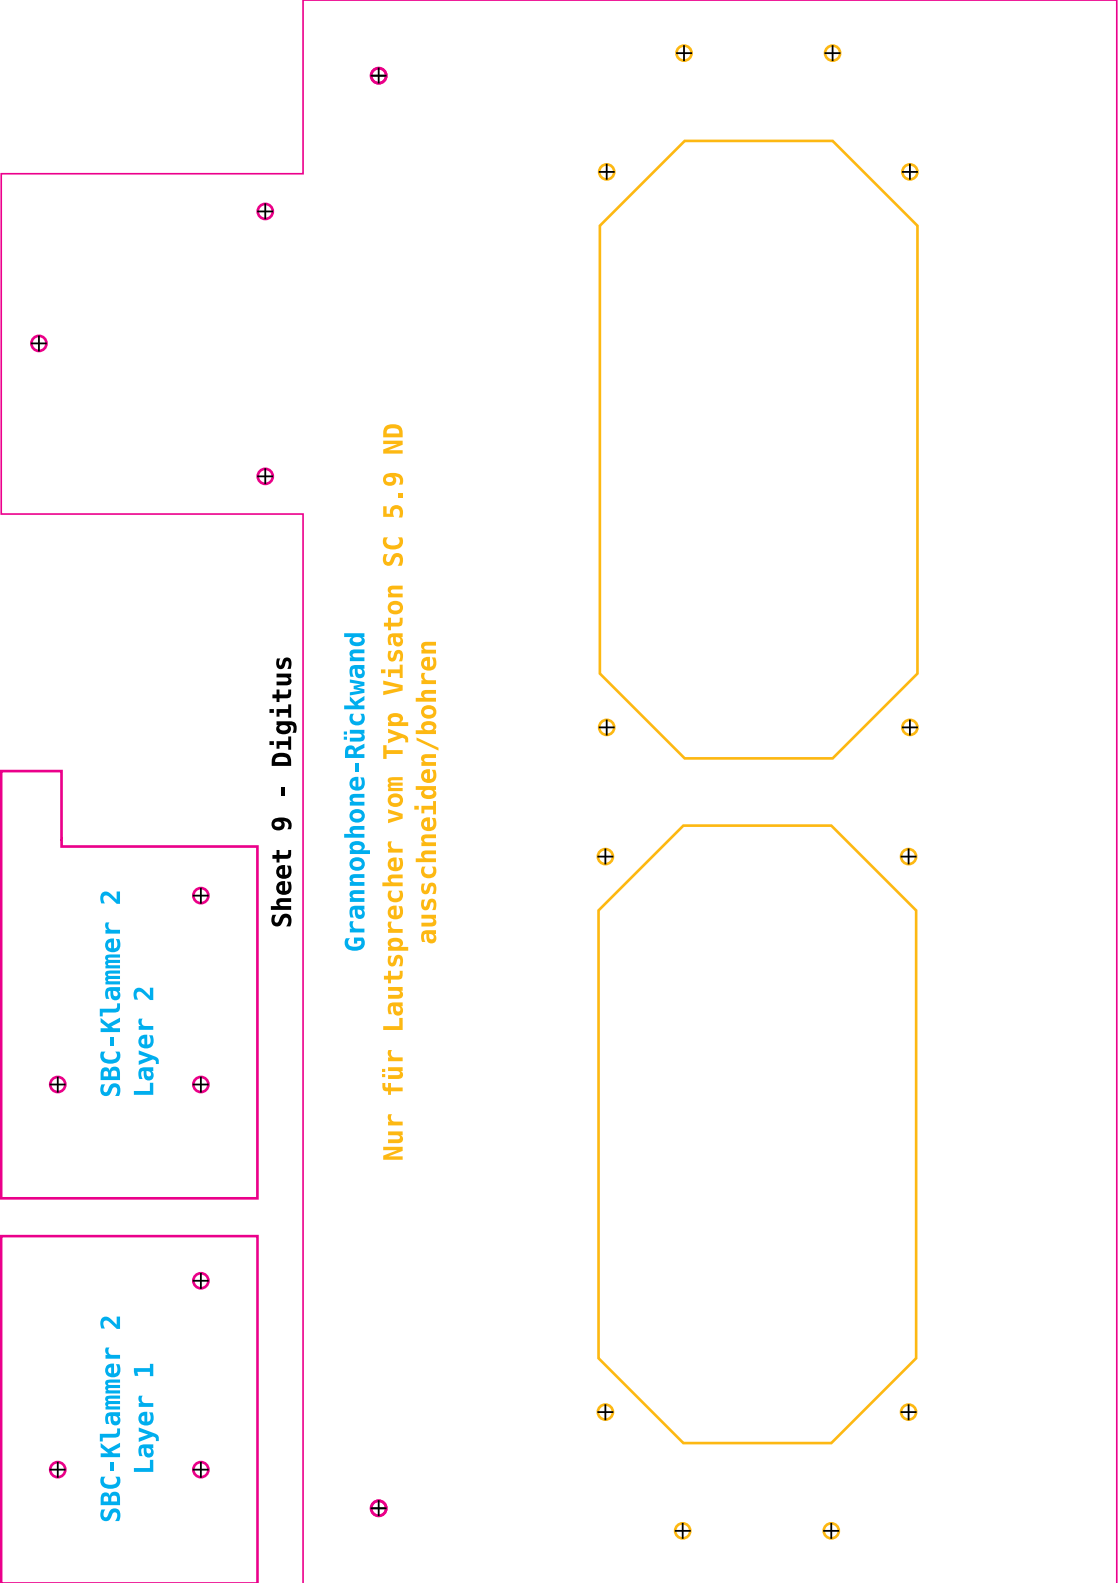 Sheet 9 - Digitus
Grannophone-Rückwand
Nur für Lautsprecher vom Typ Visaton SC 5.9 ND
ausschneiden/bohren
SBC-Klammer 2
Layer 2
SBC-Klammer 2
Layer 1